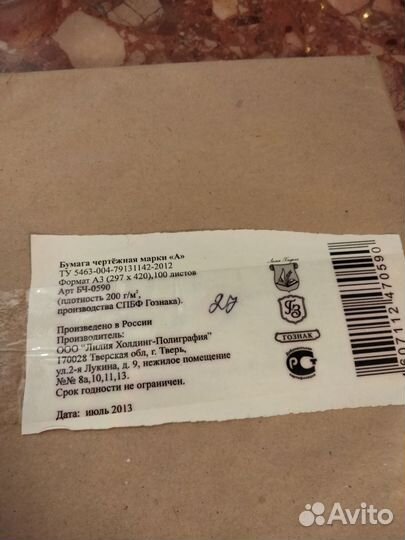 Бумага чертёжная марки «А»
ТУ 5463-004-79131142-2012
Формат А3 (297 х 420),100 листов
Арт БЧ-0590
(плотность 200 г/м²,
производства СПБФ Гознака).
Произведено в России
Производитель:
ООО "Лилия Холдинг-Полиграфия"
170028 Тверская обл, г. Тверь,
ул.2-я Лукина, д. 9, нежилое помещение
№№ 8а,10,11,13.
Срок годности не ограничен.
Дата: июль 2013
ГОЗНАК
РС
4607112470590
Avito